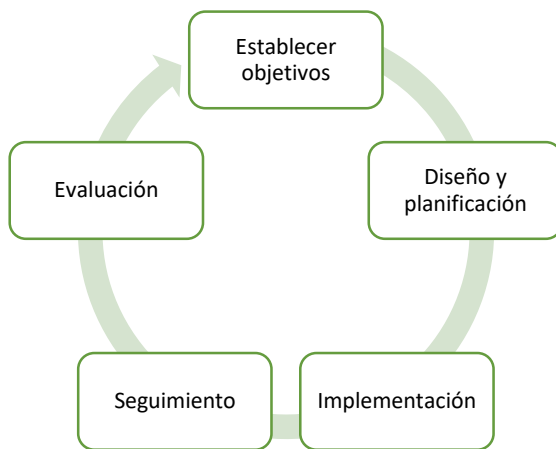 Establecer
objetivos
Diseño y
planificación
Implementación
Seguimiento
Evaluación